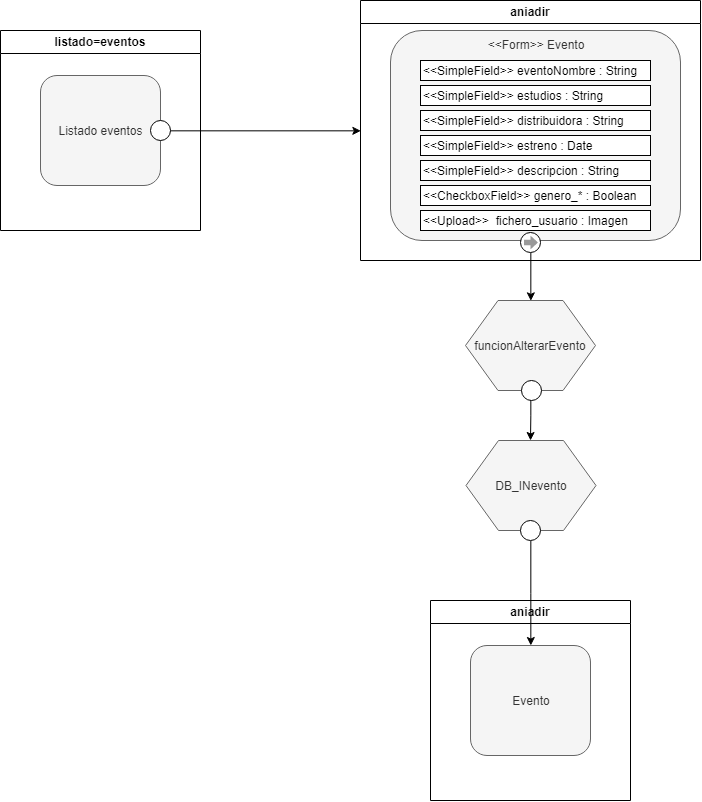 aniadir
listado=eventos
<<Form>> Evento
<<SimpleField>> eventoNombre : String
<<SimpleField>> estudios : String
<<SimpleField>> distribuidora : String
<<SimpleField>> estreno : Date
<<SimpleField>> descripcion : String
<<CheckboxField>> genero_* : Boolean
<<Upload>> fichero_usuario : Imagen
Listado eventos
funcionAlterarEvento
DB_INevento
aniadir
Evento